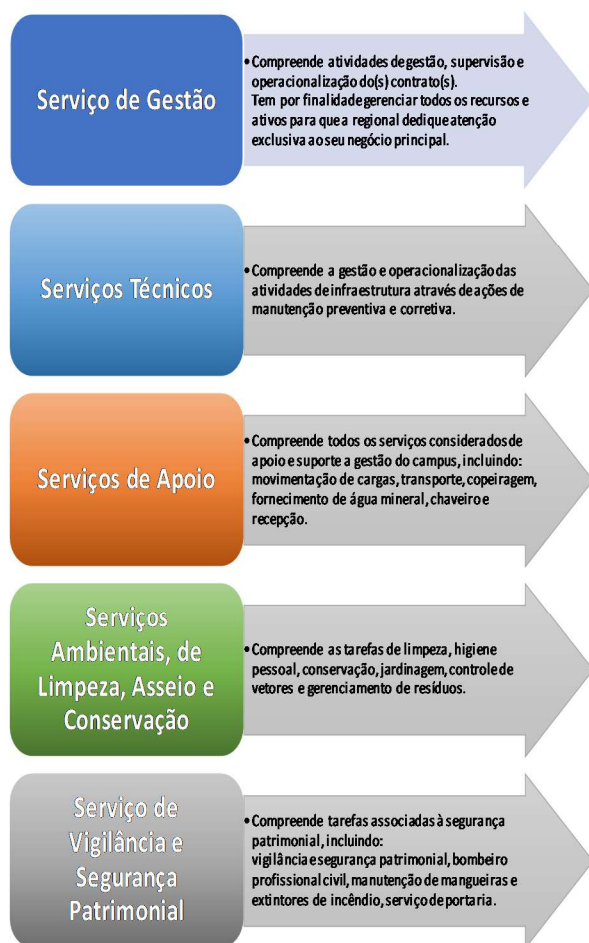 Serviço de Gestão
• Compreende atividades de gestão, supervisão e
operacionalização do(s) contrato(s).
Tem por finalidade gerenciar todos os recursos e
ativos para que a regional dedique atenção
exclusiva ao seu negócio principal.
Serviços Técnicos
• Compreende a gestão e operacionalização das
atividades de infraestrutura através de ações de
manutenção preventiva e corretiva.
Serviços de Apoio
• Compreende todos os serviços considerados de
apoio e suporte a gestão do campus, incluindo:
movimentação de cargas, transporte, copeiragem,
fornecimento de água mineral, chaveiro e
recepção.
Serviços
Ambientais, de
Limpeza, Asseio e
Conservação
• Compreende as tarefas de limpeza, higiene
pessoal, conservação, jardinagem, controle de
vetores e gerenciamento de resíduos.
Serviço de
Vigilância e
Segurança
Patrimonial
• Compreende tarefas associadas à segurança
patrimonial, incluindo:
vigilância e segurança patrimonial, bombeiro
profissional civil, manutenção de mangueiras e
extintores de incêndio, serviço de portaria.